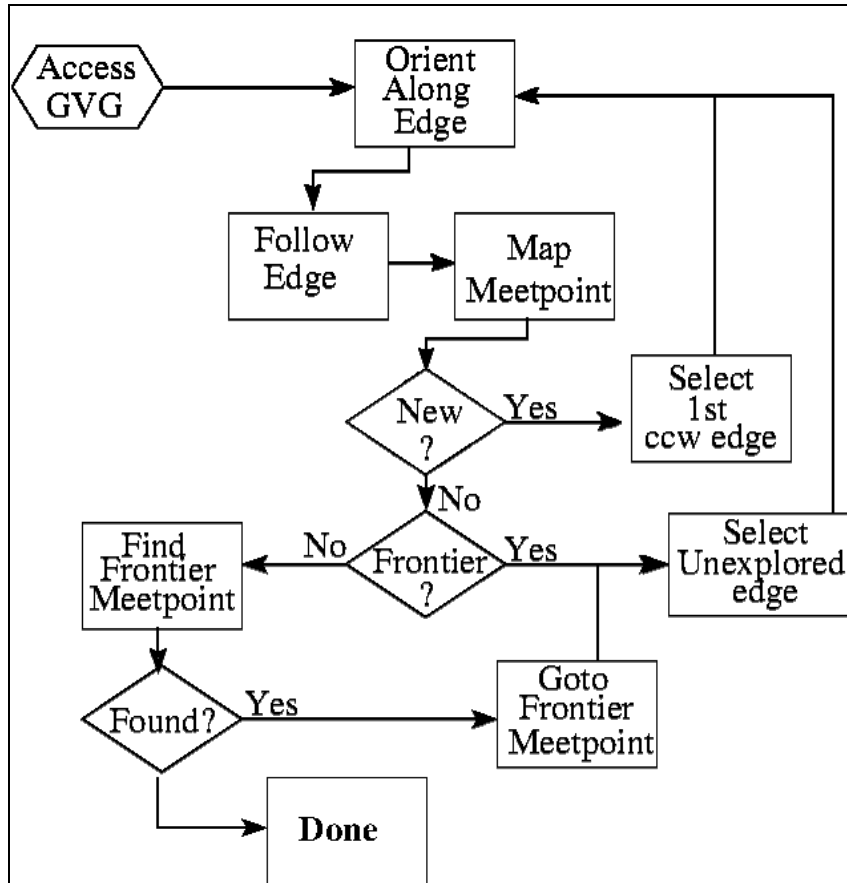 Access
GVG
Orient
Along
Edge
Follow
Edge
Map
Meetpoint
New
?
Yes
Select
1st
ccw edge
No
Find
Frontier
Meetpoint
No
Frontier
?
Yes
Select
Unexplored
edge
Found?
Yes
Goto
Frontier
Meetpoint
Done